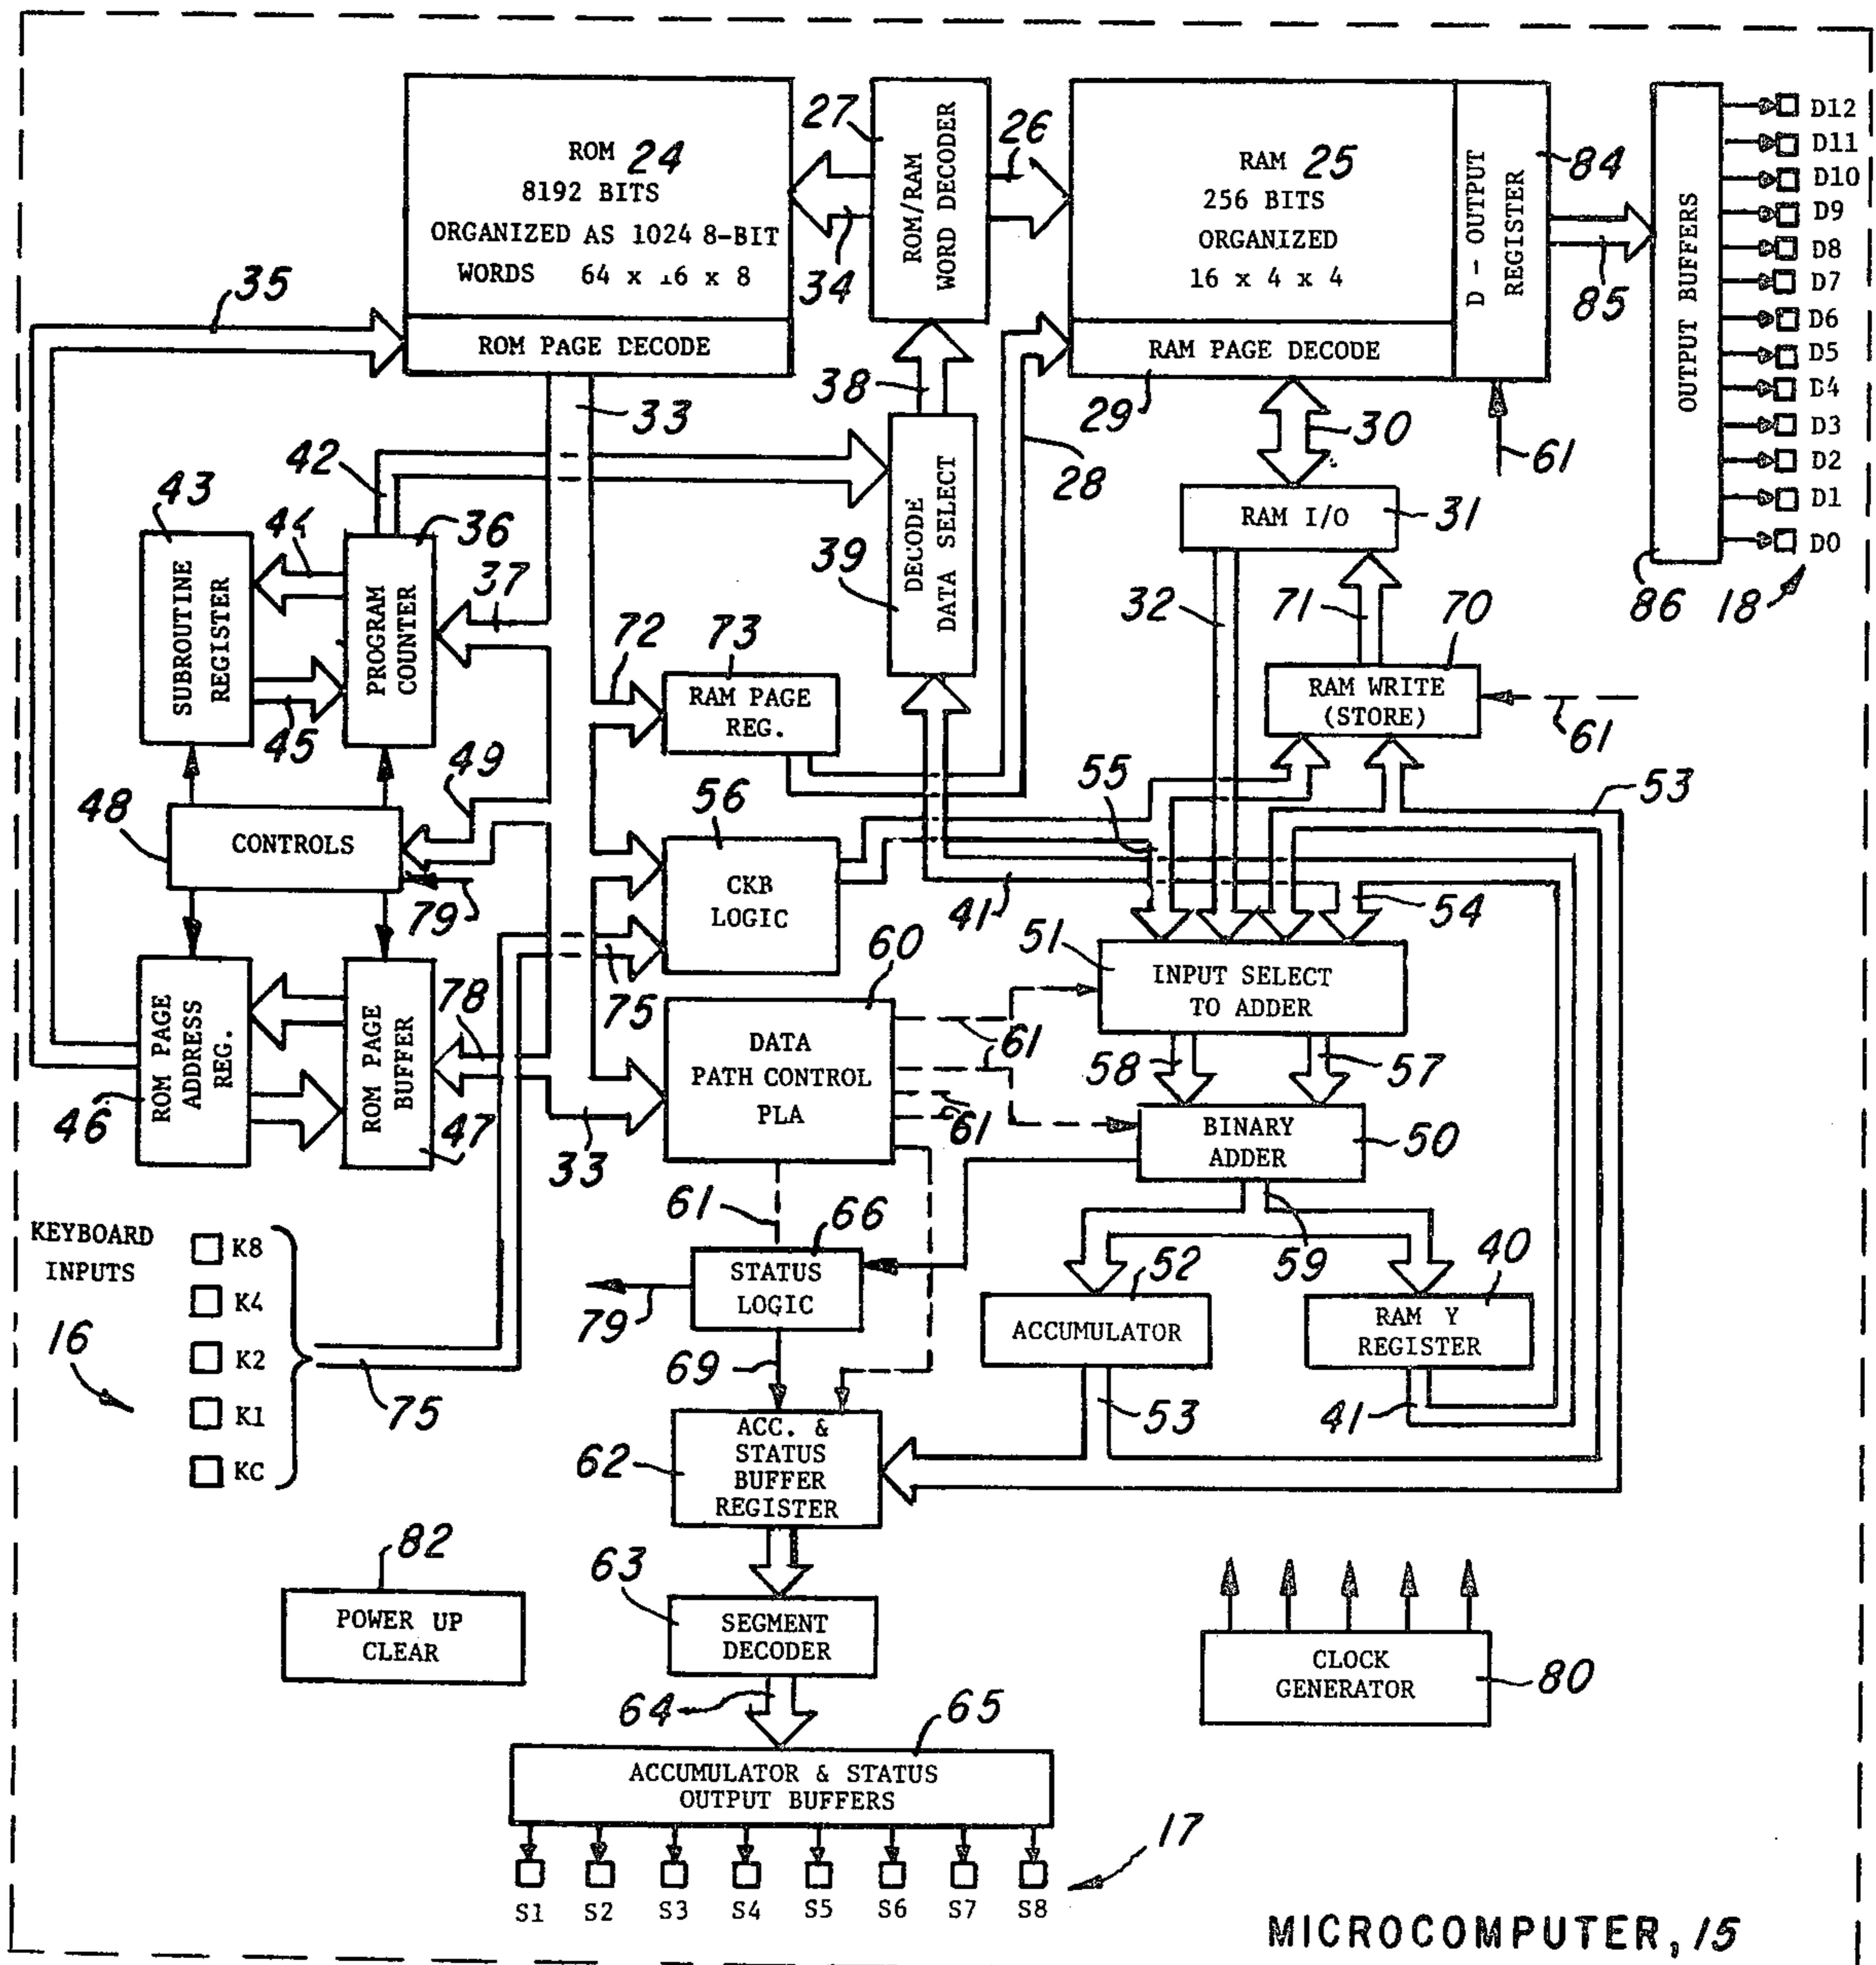 ROM 24
8192 BITS
ORGANIZED AS 1024 8-BIT
WORDS 64 x 16 x 8
ROM PAGE DECODE
27
ROM/RAM
WORD DECODER
26
34
RAM 25
256 BITS
ORGANIZED
16 x 4 x 4
RAM PAGE DECODE
D - OUTPUT
REGISTER
84
85
OUTPUT BUFFERS
D12
D11
D10
D9
D8
D7
D6
D5
D4
D3
D2
D1
D0
86
18
35
33
38
29
30
61
28
42
43
44
36
37
SUBROUTINE
REGISTER
PROGRAM
COUNTER
45
39
DECODE
DATA SELECT
RAM I/O
31
32
71
70
72
73
RAM PAGE
REG.
RAM WRITE
(STORE)
61
49
48
CONTROLS
79
56
CKB
LOGIC
55
53
41
54
51
INPUT SELECT
TO ADDER
46
ROM PAGE
ADDRESS
REG.
ROM PAGE
BUFFER
47
78
75
60
DATA
PATH CONTROL
PLA
61
61
58
57
BINARY
ADDER
50
33
61
66
STATUS
LOGIC
79
69
59
52
ACCUMULATOR
40
RAM Y
REGISTER
53
41
KEYBOARD
INPUTS
K8
K4
K2
K1
KC
16
75
62
ACC. &
STATUS
BUFFER
REGISTER
82
POWER UP
CLEAR
63
SEGMENT
DECODER
64
65
CLOCK
GENERATOR
80
ACCUMULATOR & STATUS
OUTPUT BUFFERS
17
S1 S2 S3 S4 S5 S6 S7 S8
MICROCOMPUTER, 15